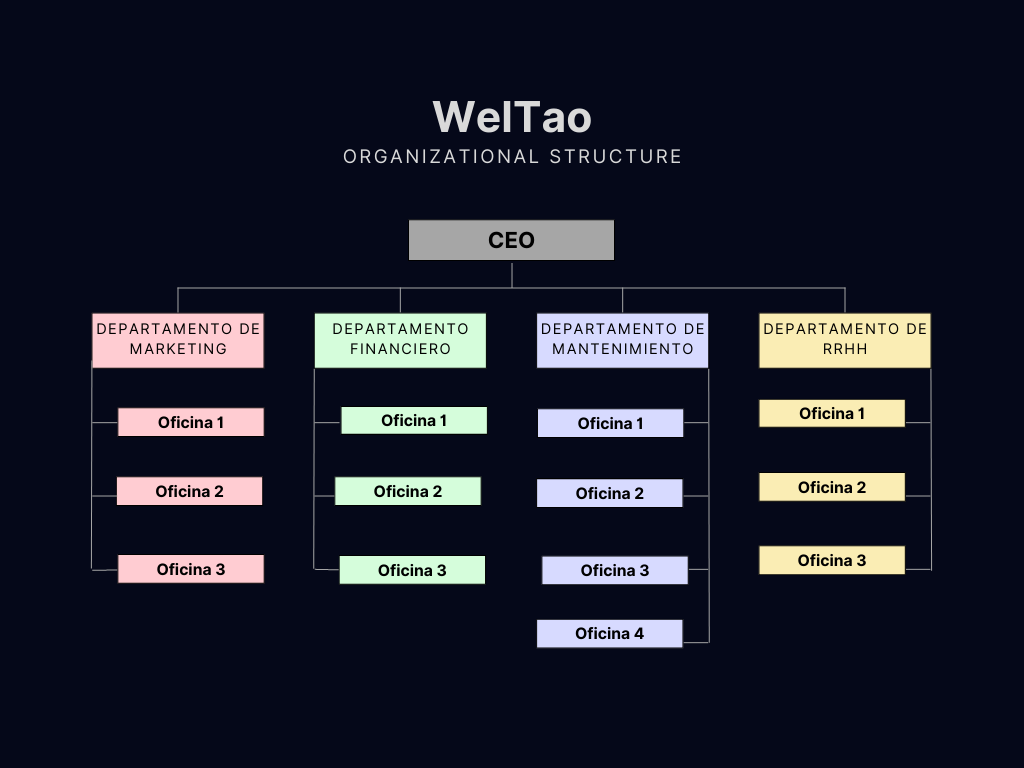 WelTao
ORGANIZATIONAL STRUCTURE
CEO
DEPARTAMENTO DE
MARKETING
Oficina 1
Oficina 2
Oficina 3
DEPARTAMENTO
FINANCIERO
Oficina 1
Oficina 2
Oficina 3
DEPARTAMENTO DE
MANTENIMIENTO
Oficina 1
Oficina 2
Oficina 3
Oficina 4
DEPARTAMENTO DE
RRHH
Oficina 1
Oficina 2
Oficina 3